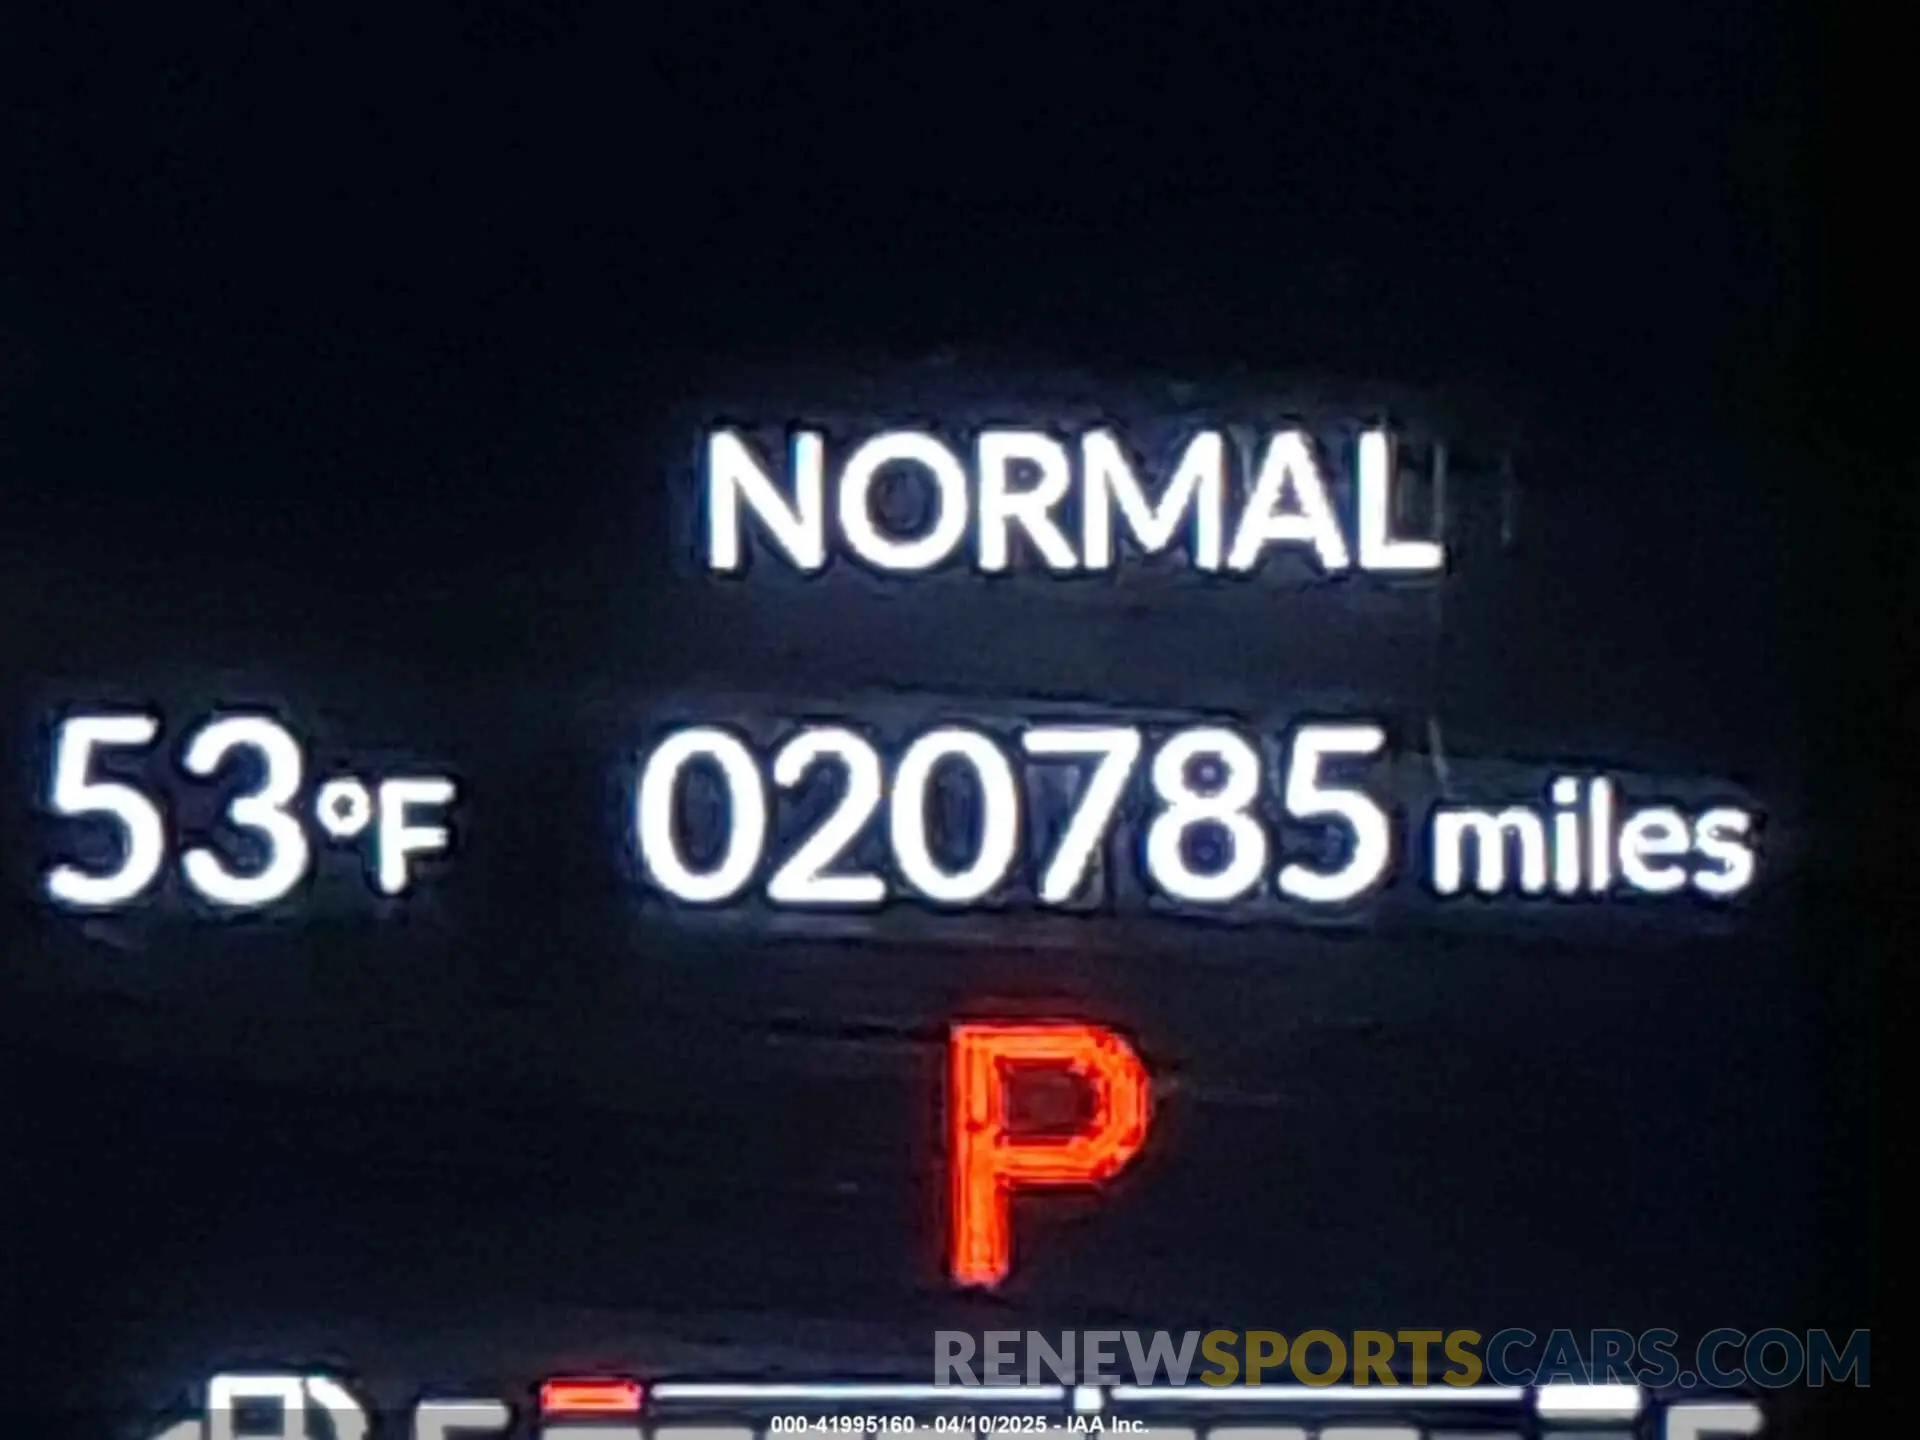 NORMAL
53°F 020785 miles
P
RENEWSPORTSCARS.COM
E F
000-41995160 - 04/10/2025 - IAA Inc.